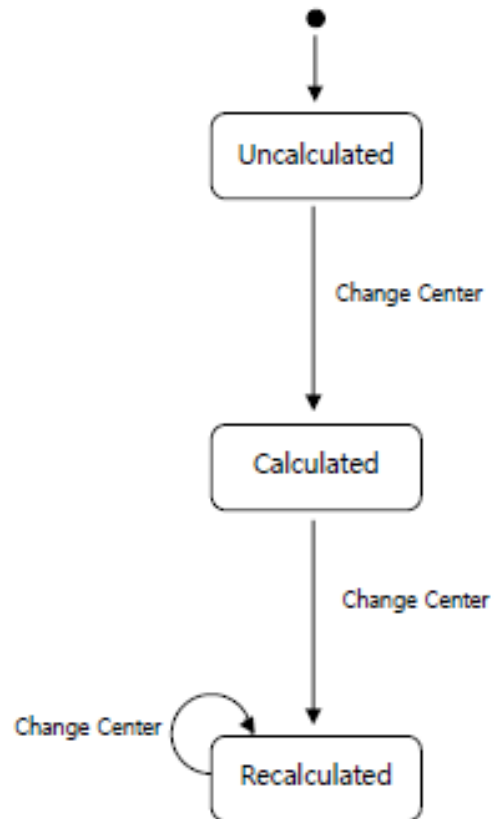 Uncalculated
Change Center
Calculated
Change Center
Change Center
Recalculated